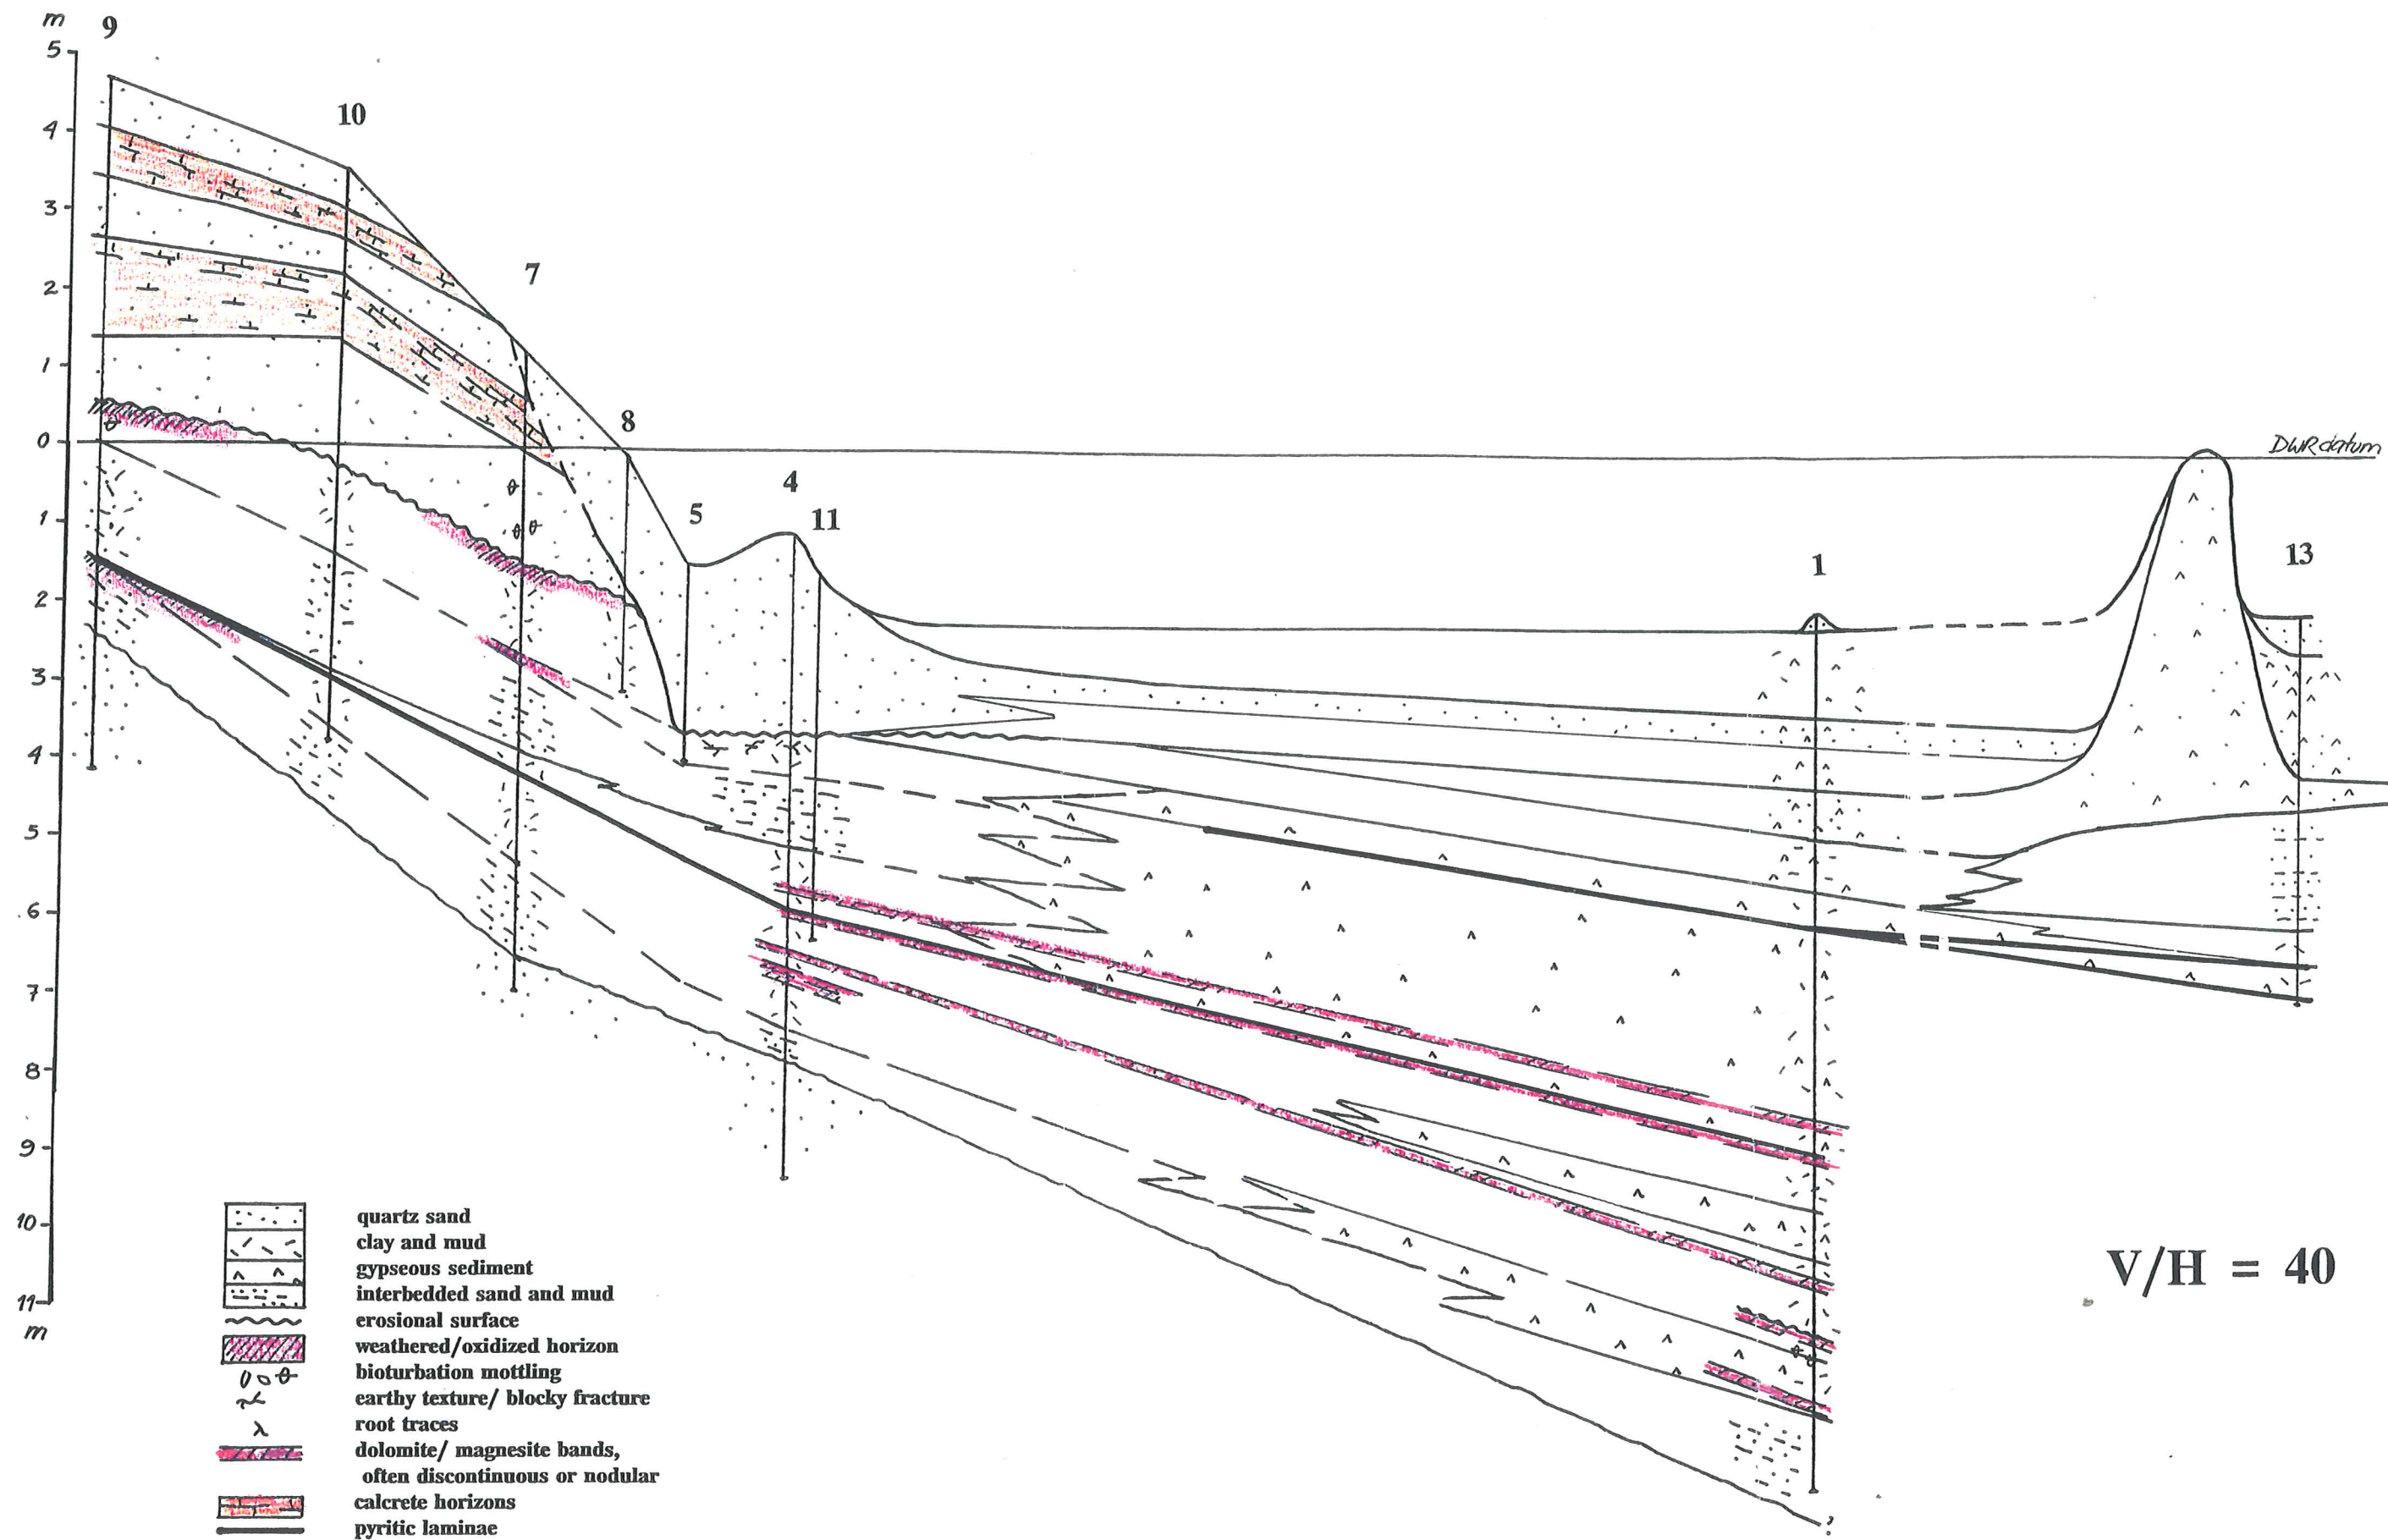 m
9
5
10
4
3
7
2
1
8
0
DWR datum
4
5
11
1
1
13
2
3
4
5
6
7
8
9
10
11
m
quartz sand
clay and mud
gypseous sediment
interbedded sand and mud
erosional surface
weathered/oxidized horizon
bioturbation mottling
earthy texture/ blocky fracture
root traces
dolomite/ magnesite bands,
often discontinuous or nodular
calcrete horizons
pyritic laminae
V/H = 40
?